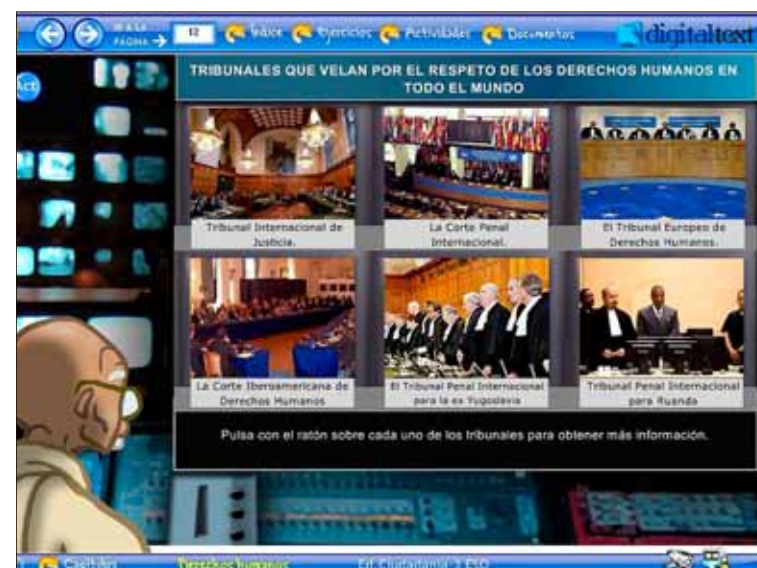 IR A LA
PÁGINA → 12 Índice Ejercicios Actividades Documentos digitaltext
Act
TRIBUNALES QUE VELAN POR EL RESPETO DE LOS DERECHOS HUMANOS EN
TODO EL MUNDO
Tribunal Internacional de
Justicia.
La Corte Penal
Internacional.
El Tribunal Europeo de
Derechos Humanos.
La Corte Iberoamericana de
Derechos Humanos
El Tribunal Penal Internacional
para la ex Yugoslavia
Tribunal Penal Internacional
para Ruanda
Pulsa con el ratón sobre cada uno de los tribunales para obtener más información.
Capítulos Derechos humanos Ed. Ciudadanía-3 ESO